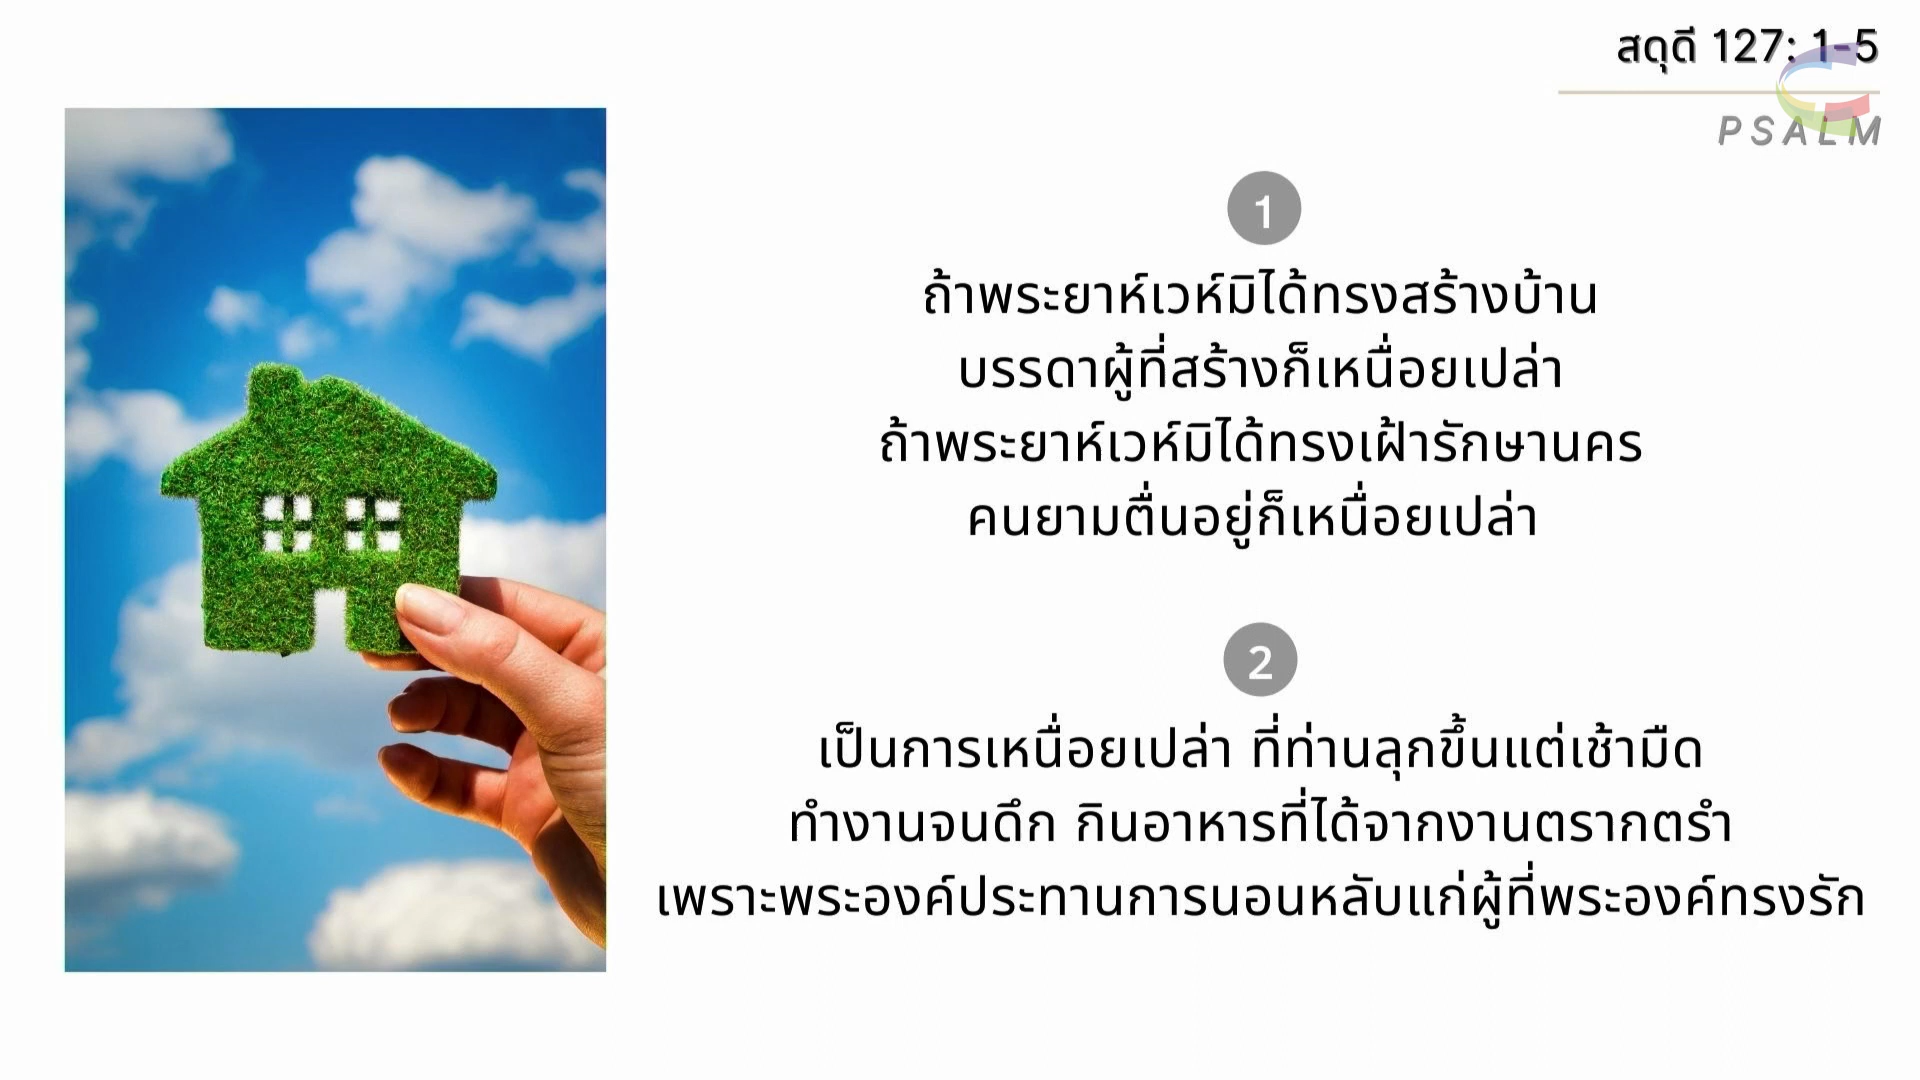 สดุดี 127: 1-5
PSALM
1
ถ้าพระยาห์เวห์มิได้ทรงสร้างบ้าน
บรรดาผู้ที่สร้างก็เหนื่อยเปล่า
ถ้าพระยาห์เวห์มิได้ทรงเฝ้ารักษานคร
คนยามตื่นอยู่ก็เหนื่อยเปล่า
2
เป็นการเหนื่อยเปล่า ที่ท่านลุกขึ้นแต่เช้ามืด
ทำงานจนดึก กินอาหารที่ได้จากงานตรากตรำ
เพราะพระองค์ประทานการนอนหลับแก่ผู้ที่พระองค์ทรงรัก